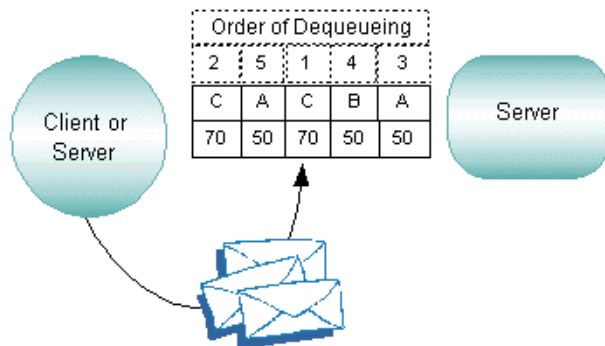 Order of Dequeueing
2 5 1 4 3
C A C B A
70 50 70 50 50
Client or
Server
Server